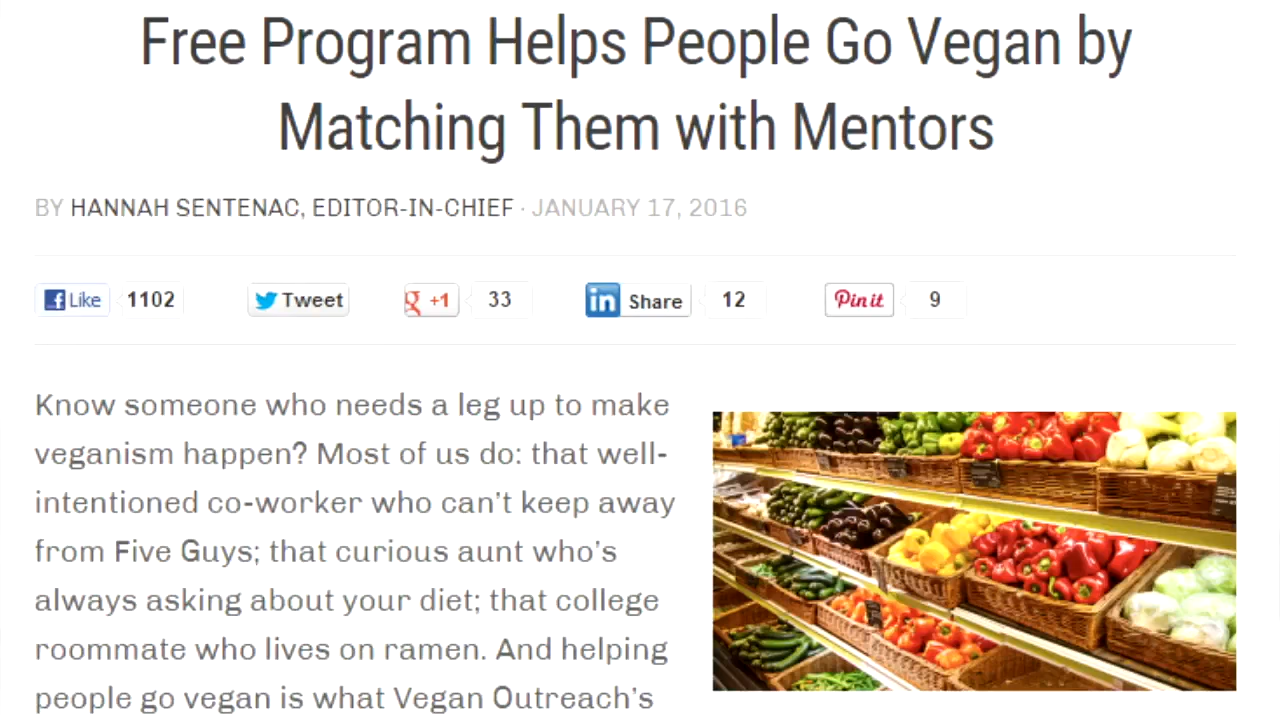 Free Program Helps People Go Vegan by
Matching Them with Mentors
BY HANNAH SENTENAC, EDITOR-IN-CHIEF · JANUARY 17, 2016
Like 1102 Tweet +1 33 in Share 12 Pin it 9
Know someone who needs a leg up to make
veganism happen? Most of us do: that well-
intentioned co-worker who can't keep away
from Five Guys; that curious aunt who's
always asking about your diet; that college
roommate who lives on ramen. And helping
people go vegan is what Vegan Outreach's